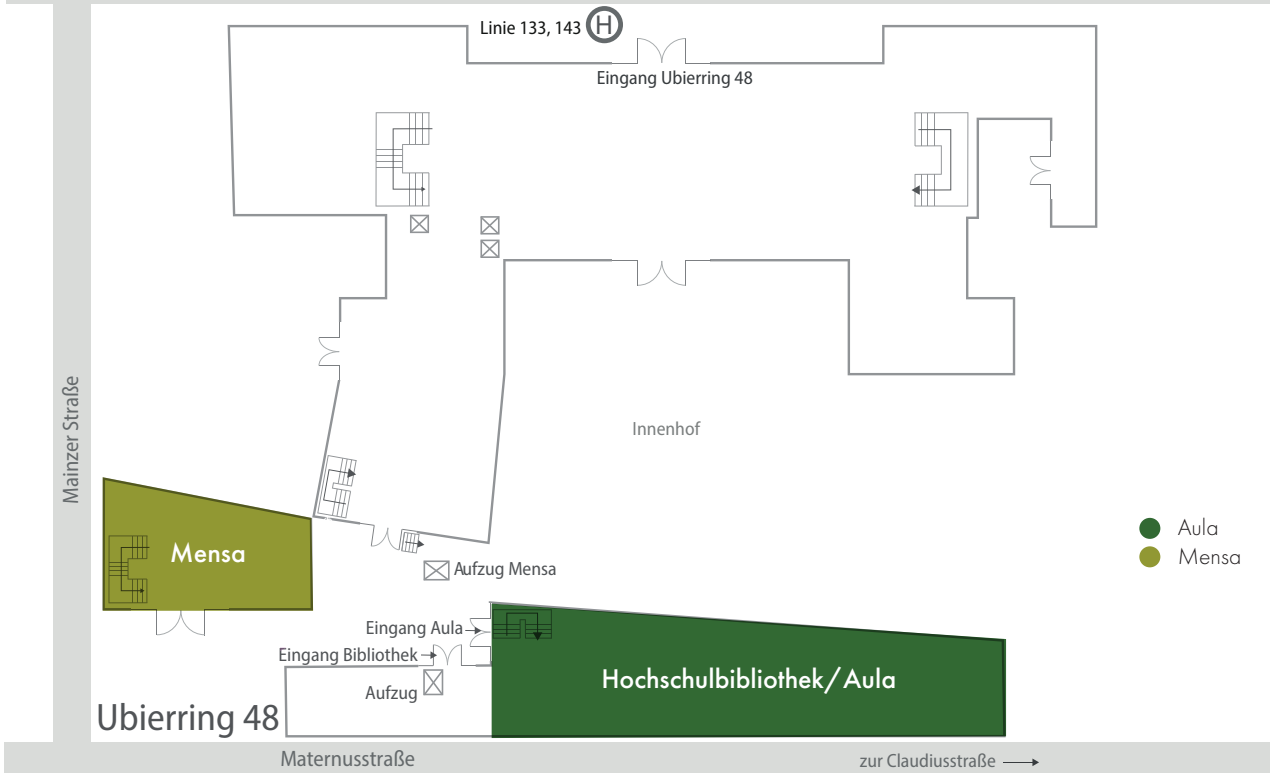 Linie 133, 143 H
Eingang Ubierring 48
Mainzer Straße
Innenhof
Aula
Mensa
Mensa
Aufzug Mensa
Eingang Aula
Eingang Bibliothek
Aufzug
Hochschulbibliothek/Aula
Ubierring 48
Maternusstraße
zur Claudiusstraße